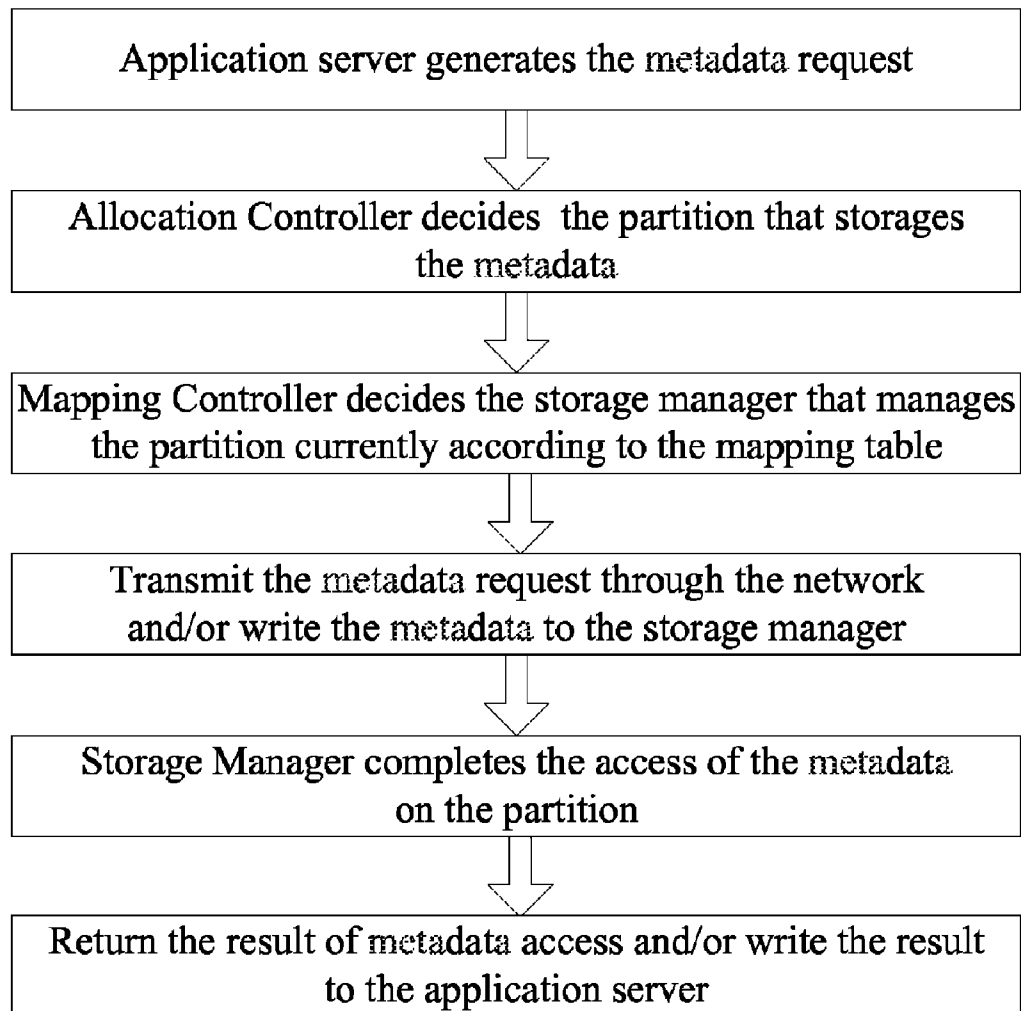 Application server generates the metadata request
Allocation Controller decides the partition that storages
the metadata
Mapping Controller decides the storage manager that manages
the partition currently according to the mapping table
Transmit the metadata request through the network
and/or write the metadata to the storage manager
Storage Manager completes the access of the metadata
on the partition
Return the result of metadata access and/or write the result
to the application server